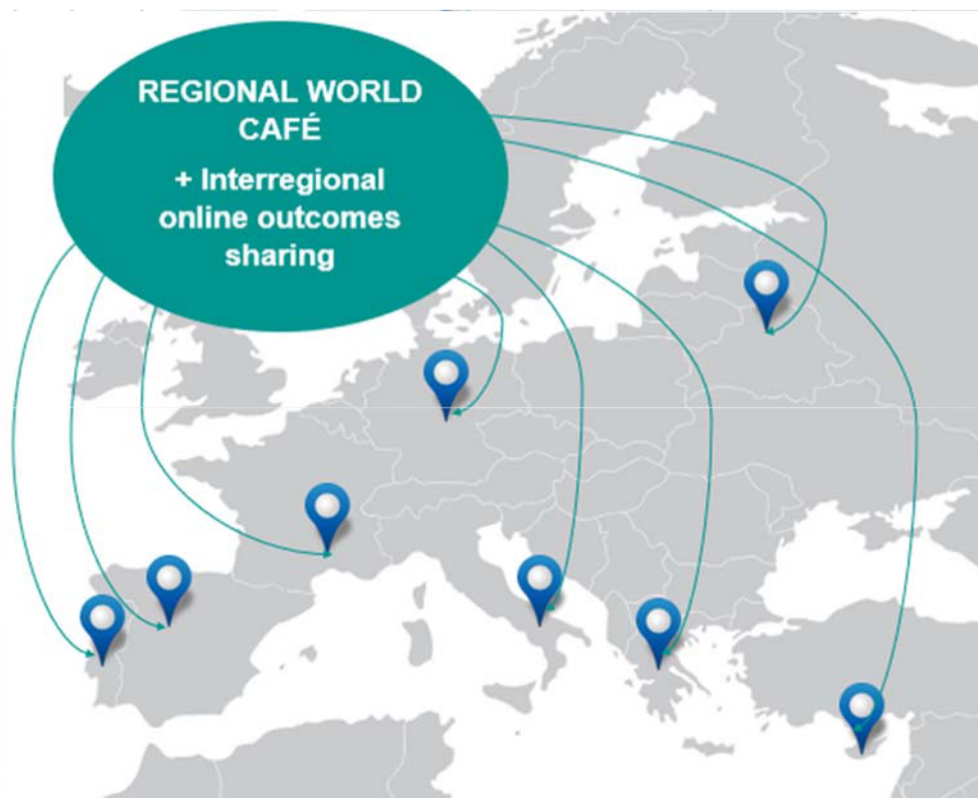 REGIONAL WORLD
CAFÉ
+ Interregional
online outcomes
sharing